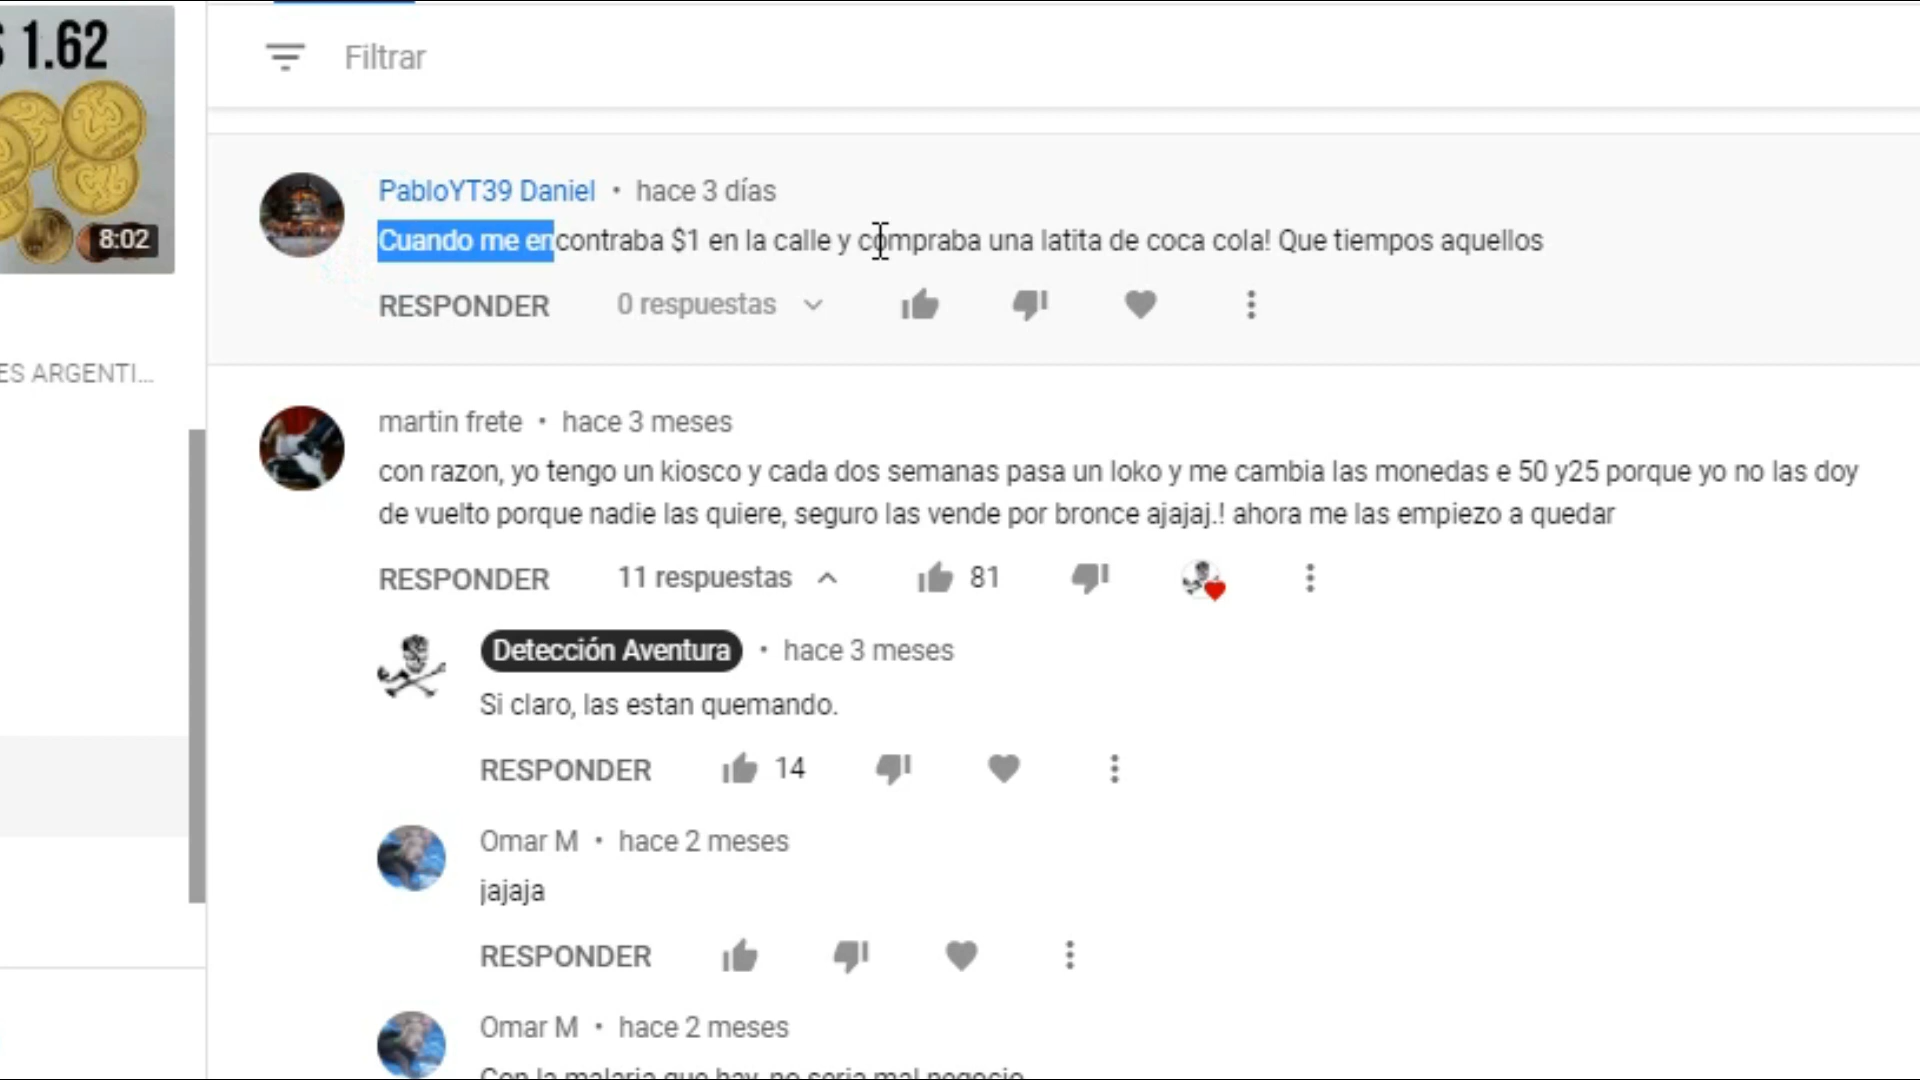 $ 1.62
8:02
ES ARGENTI...
Filtrar
PabloYT39 Daniel • hace 3 días
Cuando me encontraba $1 en la calle y compraba una latita de coca cola! Que tiempos aquellos
RESPONDER 0 respuestas
martin frete • hace 3 meses
con razon, yo tengo un kiosco y cada dos semanas pasa un loko y me cambia las monedas e 50 y25 porque yo no las doy
de vuelto porque nadie las quiere, seguro las vende por bronce ajajaj.! ahora me las empiezo a quedar
RESPONDER 11 respuestas 81
Detección Aventura • hace 3 meses
Si claro, las estan quemando.
RESPONDER 14
Omar M • hace 2 meses
jajaja
RESPONDER
Omar M • hace 2 meses
Con la malaria que hay, no seria mal negocio